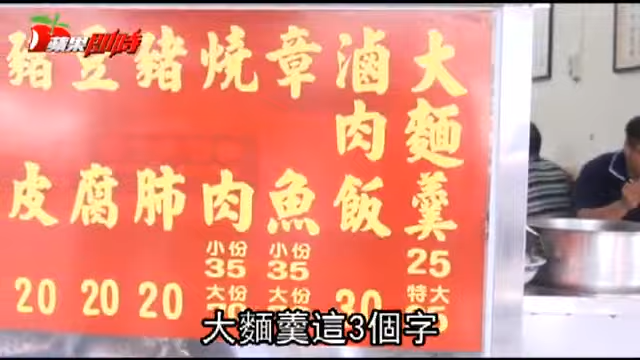 蘋果即時
大麵羹
25
特大
滷肉飯
30
章魚
小份
35
大份
燒肉
小份
35
大份
豬肺
20
豆腐
20
豬皮
20
大麵羹這3個字